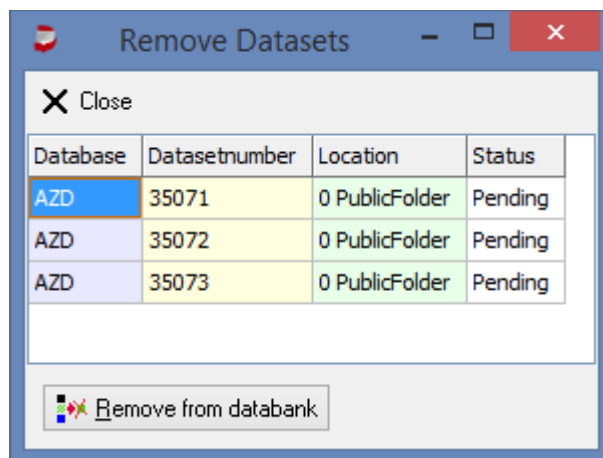 Remove Datasets
Close
Database Datasetnumber Location Status
AZD 35071 0 PublicFolder Pending
AZD 35072 0 PublicFolder Pending
AZD 35073 0 PublicFolder Pending
Remove from databank